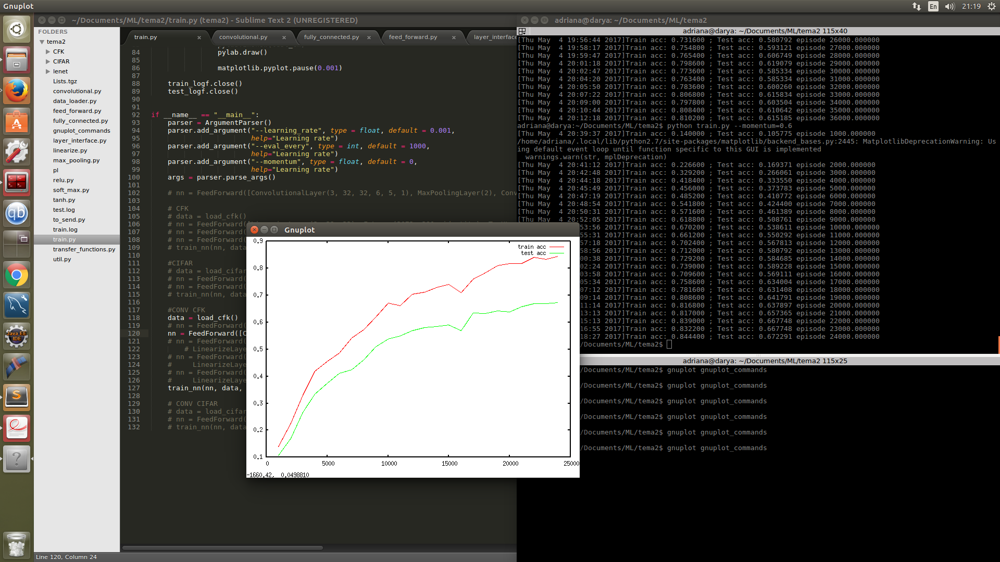 Gnuplot
En
21:19
~/Documents/ML/tema2/train.py (tema2) - Sublime Text 2 (UNREGISTERED)
FOLDERS
tema2
CFK
CIFAR
lenet
Lists.tgz
convolutional.py
data_loader.py
feed_forward.py
fully_connected.py
gnuplot_commands
layer_interface.py
linearize.py
max_pooling.py
pl
relu.py
soft_max.py
tanh.py
test.log
to_send.py
train.log
train.py
transfer_functions.py
util.py
train.py
convolutional.py
fully_connected.py
feed_forward.py
layer_interface
84 pylab.draw()
85
86 matplotlib.pyplot.pause(0.001)
87
88 train_logf.close()
89 test_logf.close()
90
91
92 if __name__ == "__main__":
93 parser = ArgumentParser()
94 parser.add_argument("--learning_rate", type = float, default = 0.001,
95 help="Learning rate")
96 parser.add_argument("--eval_every", type = int, default = 1000,
97 help="Learning rate")
98 parser.add_argument("--momentum", type = float, default = 0,
99 help="Learning rate")
100 args = parser.parse_args()
101
102 # nn = FeedForward([ConvolutionalLayer(3, 32, 32, 6, 5, 1), MaxPoolingLayer(2), Conv
103
104 # CFK
105 # data = load_cfk()
106 # nn = FeedForward(
107 # nn = FeedForward(
108 # nn = FeedForward(
109 # train_nn(nn, data
110
111 #CIFAR
112 # data = load_cifar
113 # nn = FeedForward(
114 # nn = FeedForward(
115 # train_nn(nn, data
116
117 #CONV CFK
118 data = load_cfk()
119 # nn = FeedForward(
120 nn = FeedForward([C
121 # nn = FeedForward(
122 # LinearizeLaye
123 # nn = FeedForward(
124 # LinearizeLaye
125 # nn = FeedForward(
126 # LinearizeLaye
127 train_nn(nn, data,
128
129 # CONV CIFAR
130 # data = load_cifar
131 # nn = FeedForward(
132 # train_nn(nn, data
Line 120, Column 24
Gnuplot
train acc
test acc
0.9
0.8
0.7
0.6
0.5
0.4
0.3
0.2
0.1
0 5000 10000 15000 20000 25000
-1660.42, 0.0498810
adriana@darya: ~/Documents/ML/tema2
adriana@darya: ~/Documents/ML/tema2 115x40
[Thu May 4 19:56:44 2017]Train acc: 0.731600 ; Test acc: 0.580792 episode 26000.000000
[Thu May 4 19:58:17 2017]Train acc: 0.754800 ; Test acc: 0.593121 episode 27000.000000
[Thu May 4 19:59:47 2017]Train acc: 0.765400 ; Test acc: 0.606749 episode 28000.000000
[Thu May 4 20:01:18 2017]Train acc: 0.798600 ; Test acc: 0.619079 episode 29000.000000
[Thu May 4 20:02:47 2017]Train acc: 0.773600 ; Test acc: 0.585334 episode 30000.000000
[Thu May 4 20:04:20 2017]Train acc: 0.763400 ; Test acc: 0.585334 episode 31000.000000
[Thu May 4 20:05:50 2017]Train acc: 0.783600 ; Test acc: 0.600260 episode 32000.000000
[Thu May 4 20:07:22 2017]Train acc: 0.806800 ; Test acc: 0.615834 episode 33000.000000
[Thu May 4 20:09:00 2017]Train acc: 0.797800 ; Test acc: 0.603504 episode 34000.000000
[Thu May 4 20:10:44 2017]Train acc: 0.808400 ; Test acc: 0.610642 episode 35000.000000
[Thu May 4 20:12:18 2017]Train acc: 0.810200 ; Test acc: 0.615185 episode 36000.000000
adriana@darya:~/Documents/ML/tema2$ python train.py --momentum=0.6
[Thu May 4 20:39:37 2017]Train acc: 0.140000 ; Test acc: 0.105775 episode 1000.000000
/home/adriana/.local/lib/python2.7/site-packages/matplotlib/backend_bases.py:2445: MatplotlibDeprecationWarning: Us
ing default event loop until function specific to this GUI is implemented
warnings.warn(str, mplDeprecation)
[Thu May 4 20:41:12 2017]Train acc: 0.226600 ; Test acc: 0.169371 episode 2000.000000
[Thu May 4 20:42:48 2017]Train acc: 0.329200 ; Test acc: 0.266061 episode 3000.000000
[Thu May 4 20:44:18 2017]Train acc: 0.418400 ; Test acc: 0.333550 episode 4000.000000
[Thu May 4 20:45:49 2017]Train acc: 0.456000 ; Test acc: 0.373783 episode 5000.000000
[Thu May 4 20:47:19 2017]Train acc: 0.485200 ; Test acc: 0.410772 episode 6000.000000
[Thu May 4 20:48:54 2017]Train acc: 0.541800 ; Test acc: 0.424400 episode 7000.000000
[Thu May 4 20:50:31 2017]Train acc: 0.571600 ; Test acc: 0.461389 episode 8000.000000
[Thu May 4 20:52:05 2017]Train acc: 0.618800 ; Test acc: 0.508761 episode 9000.000000
53:56 2017]Train acc: 0.670200 ; Test acc: 0.538611 episode 10000.000000
55:31 2017]Train acc: 0.661200 ; Test acc: 0.550292 episode 11000.000000
57:18 2017]Train acc: 0.702400 ; Test acc: 0.567813 episode 12000.000000
58:56 2017]Train acc: 0.712000 ; Test acc: 0.580792 episode 13000.000000
00:38 2017]Train acc: 0.729200 ; Test acc: 0.584685 episode 14000.000000
02:24 2017]Train acc: 0.739000 ; Test acc: 0.589228 episode 15000.000000
03:58 2017]Train acc: 0.709600 ; Test acc: 0.569111 episode 16000.000000
05:34 2017]Train acc: 0.758600 ; Test acc: 0.634004 episode 17000.000000
07:12 2017]Train acc: 0.781600 ; Test acc: 0.631408 episode 18000.000000
09:14 2017]Train acc: 0.808600 ; Test acc: 0.641791 episode 19000.000000
11:14 2017]Train acc: 0.816800 ; Test acc: 0.637897 episode 20000.000000
13:13 2017]Train acc: 0.817000 ; Test acc: 0.657365 episode 21000.000000
15:13 2017]Train acc: 0.839000 ; Test acc: 0.667748 episode 22000.000000
16:55 2017]Train acc: 0.832200 ; Test acc: 0.667748 episode 23000.000000
18:27 2017]Train acc: 0.844400 ; Test acc: 0.672291 episode 24000.000000
/Documents/ML/tema2$
adriana@darya: ~/Documents/ML/tema2 115x25
/Documents/ML/tema2$ gnuplot gnuplot_commands
/Documents/ML/tema2$ gnuplot gnuplot_commands
/Documents/ML/tema2$ gnuplot gnuplot_commands
/Documents/ML/tema2$ gnuplot gnuplot_commands
/Documents/ML/tema2$ gnuplot gnuplot_commands
/Documents/ML/tema2$ gnuplot gnuplot_commands